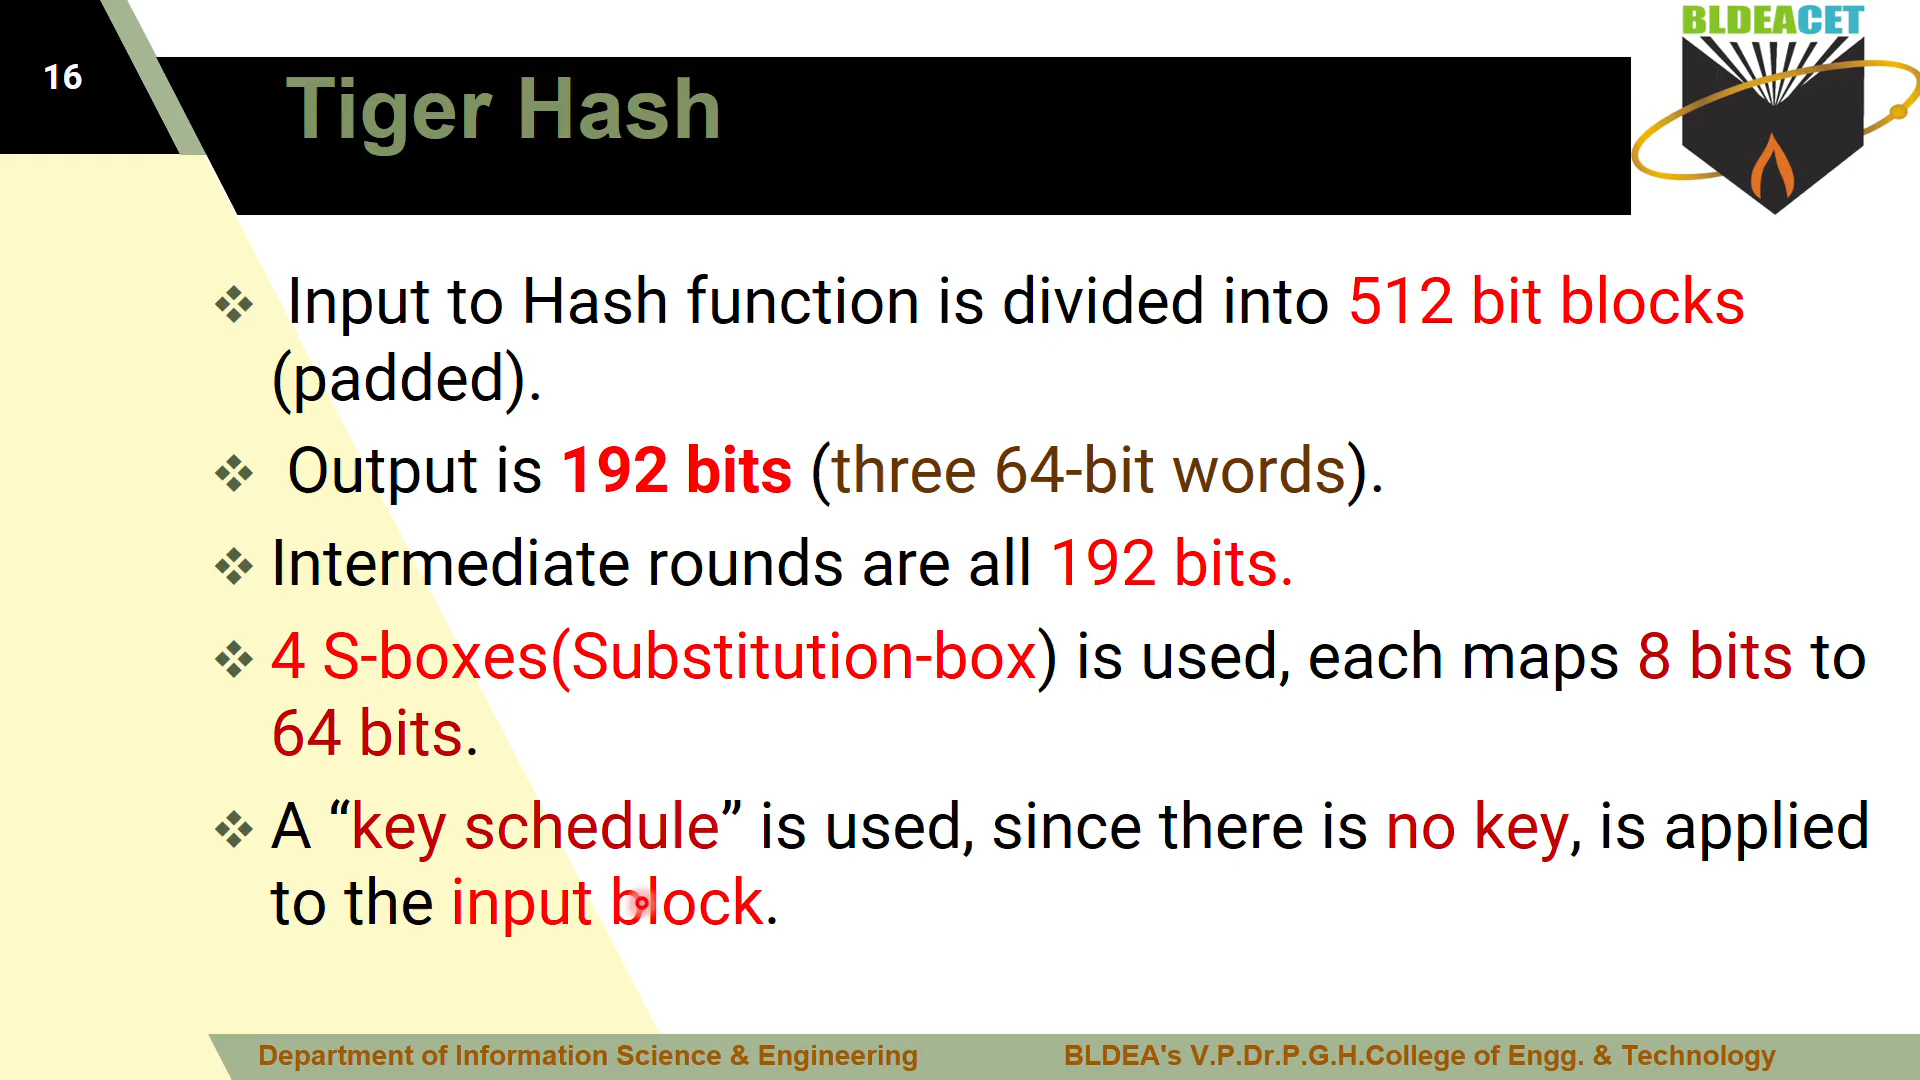 16
Tiger Hash
BLDEACET
Input to Hash function is divided into 512 bit blocks
(padded).
Output is 192 bits (three 64-bit words).
Intermediate rounds are all 192 bits.
4 S-boxes(Substitution-box) is used, each maps 8 bits to
64 bits.
A “key schedule” is used, since there is no key, is applied
to the input block.
Department of Information Science & Engineering
BLDEA's V.P.Dr.P.G.H.College of Engg. & Technology